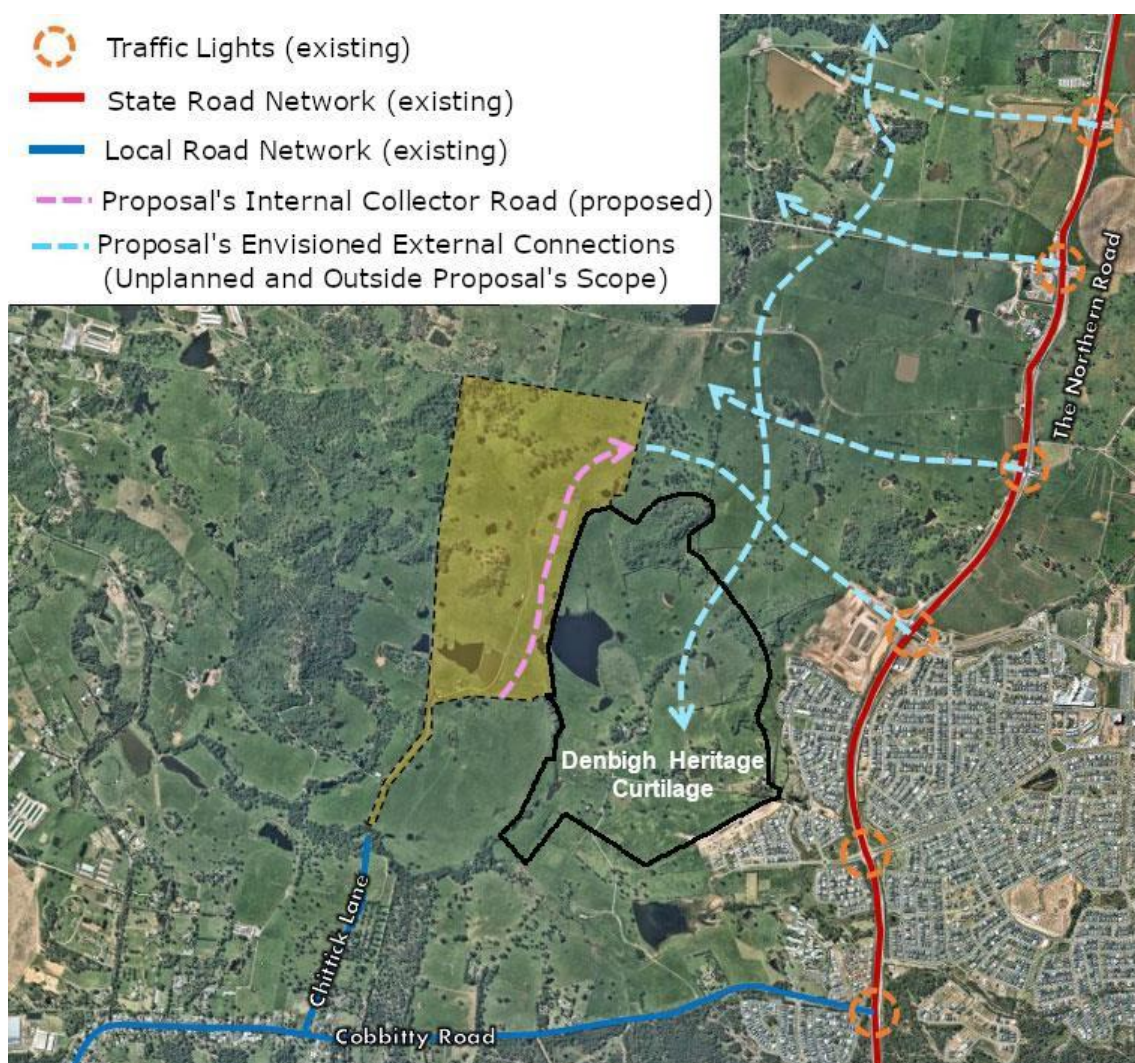 Traffic Lights (existing)
State Road Network (existing)
Local Road Network (existing)
Proposal's Internal Collector Road (proposed)
Proposal's Envisioned External Connections
(Unplanned and Outside Proposal's Scope)
The Northern Road
Denbigh Heritage
Curtilage
Chittick Lane
Cobbitty Road